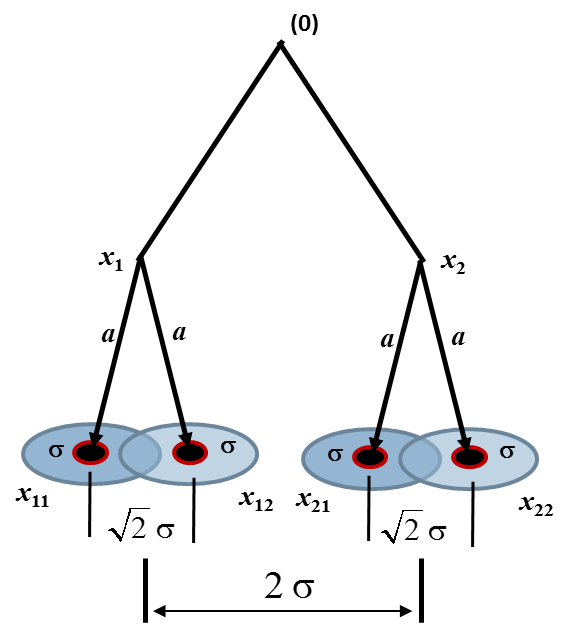 (0)
x₁ x₂
a a a a
σ σ σ σ
x₁₁ x₁₂ x₂₁ x₂₂
√2 σ √2 σ
2 σ